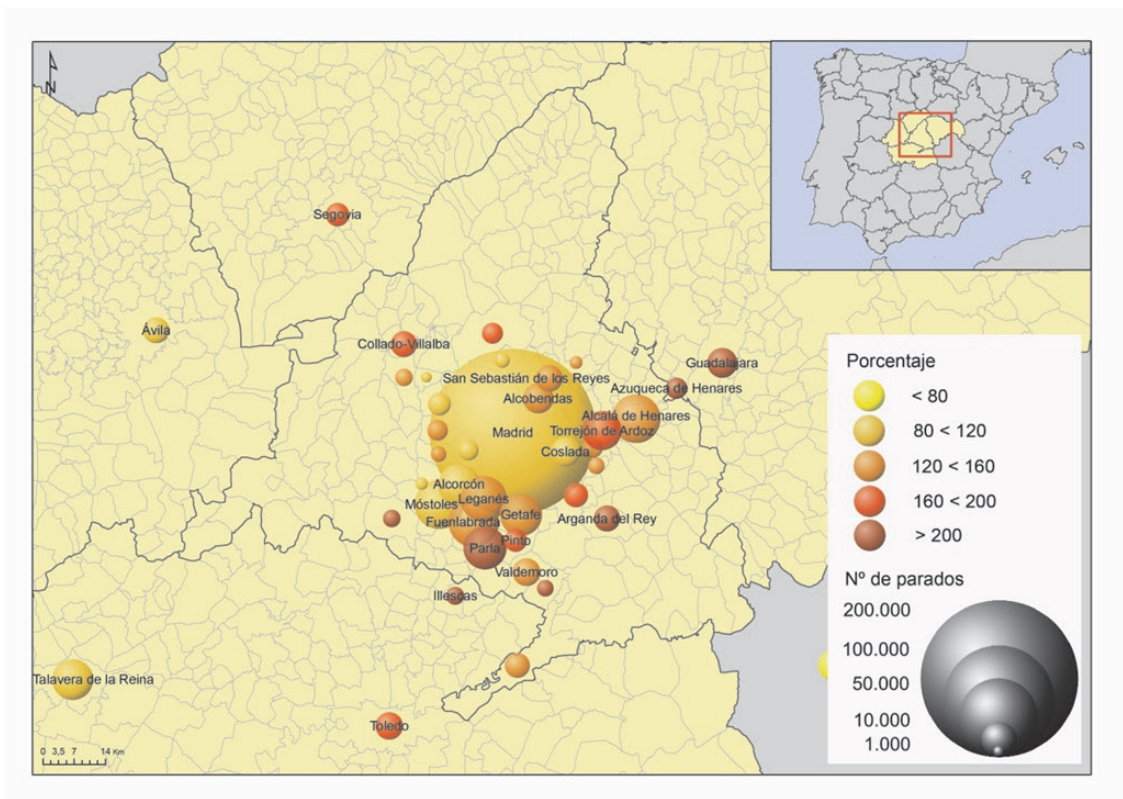 N
Segovia
Ávila
Collado-Villalba
Guadalajara
San Sebastián de los Reyes
Azuqueca de Henares
Alcobendas
Alcalá de Henares
Madrid
Torrejón de Ardoz
Coslada
Alcorcón
Leganés
Móstoles
Getafe
Arganda del Rey
Fuenlabrada
Pinto
Parla
Valdemoro
Illescas
Talavera de la Reina
Toledo
0 3,5 7 14 Km
Porcentaje
< 80
80 < 120
120 < 160
160 < 200
> 200
Nº de parados
200.000
100.000
50.000
10.000
1.000